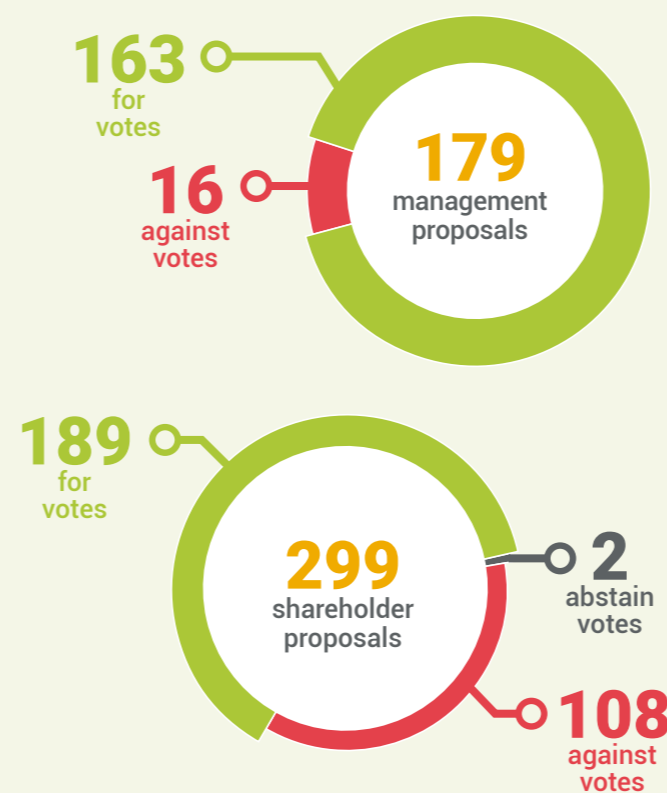 163
for
votes
16
against
votes
179
management
proposals
189
for
votes
299
shareholder
proposals
2
abstain
votes
108
against
votes